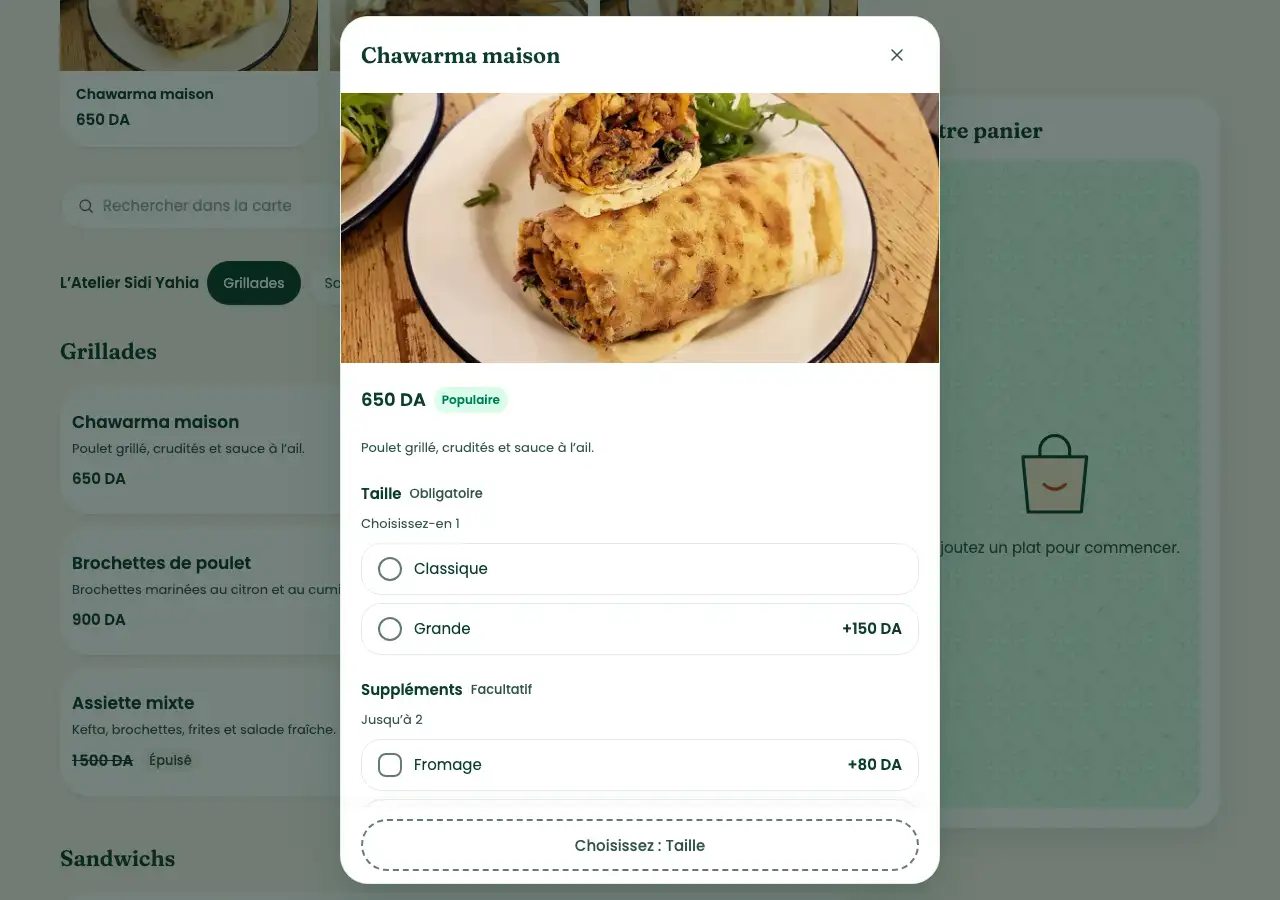 Chawarma maison
650 DA
Rechercher dans la carte
L’Atelier Sidi Yahia
Grillades
Grillades
Chawarma maison
Poulet grillé, crudités et sauce à l’ail.
650 DA
Brochettes de poulet
Brochettes marinées au citron et au
900 DA
Assiette mixte
Kefta, brochettes, frites et salade fraîche.
1 500 DA
Épuisé
Sandwichs
Chawarma maison
650 DA
Populaire
Poulet grillé, crudités et sauce à l’ail.
Taille Obligatoire
Choisissez-en 1
Classique
Grande
+150 DA
Suppléments Facultatif
Jusqu’à 2
Fromage
+80 DA
Choisissez : Taille
panier
un plat pour commencer.